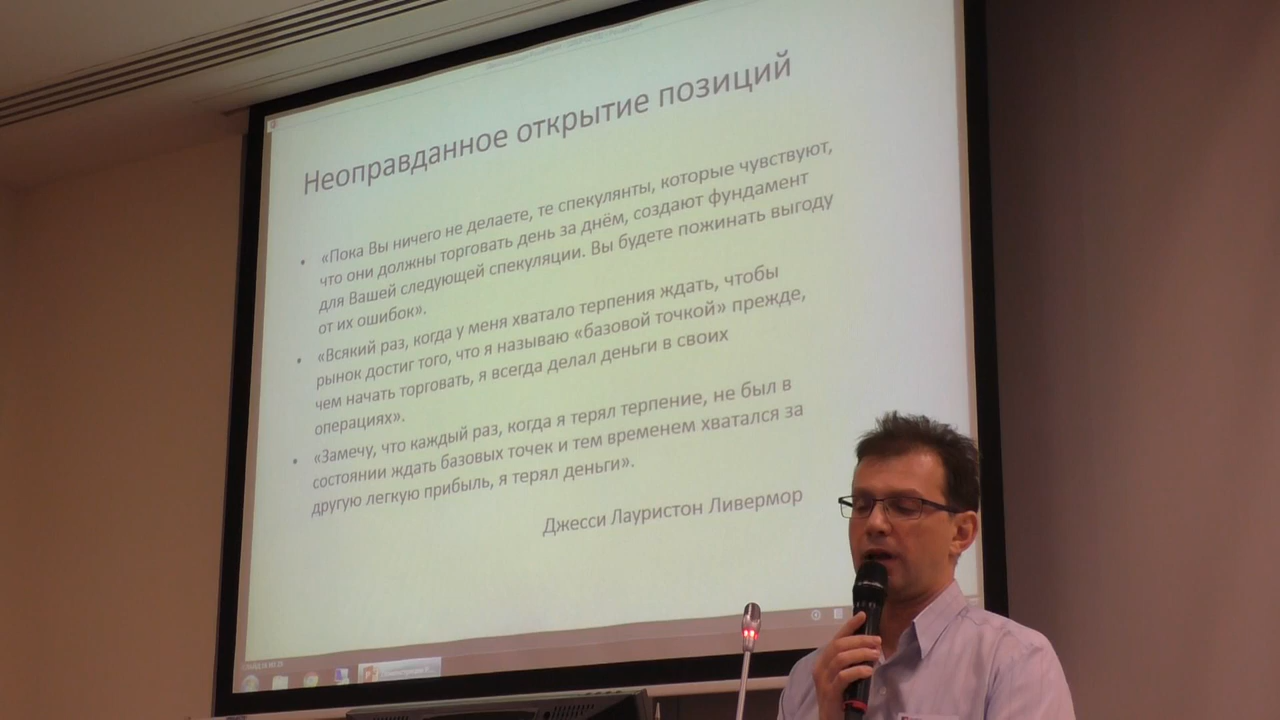 Неоправданное открытие позиций
• «Пока Вы ничего не делаете, те спекулянты, которые чувствуют,
что они должны торговать день за днём, создают фундамент
для Вашей следующей спекуляции. Вы будете пожинать выгоду
от их ошибок».
• «Всякий раз, когда у меня хватало терпения ждать, чтобы
рынок достиг того, что я называю «базовой точкой» прежде,
чем начать торговать, я всегда делал деньги в своих
операциях».
• «Замечу, что каждый раз, когда я терял терпение, не был в
состоянии ждать базовых точек и тем временем хватался за
другую легкую прибыль, я терял деньги».
Джесси Лауристон Ливермор